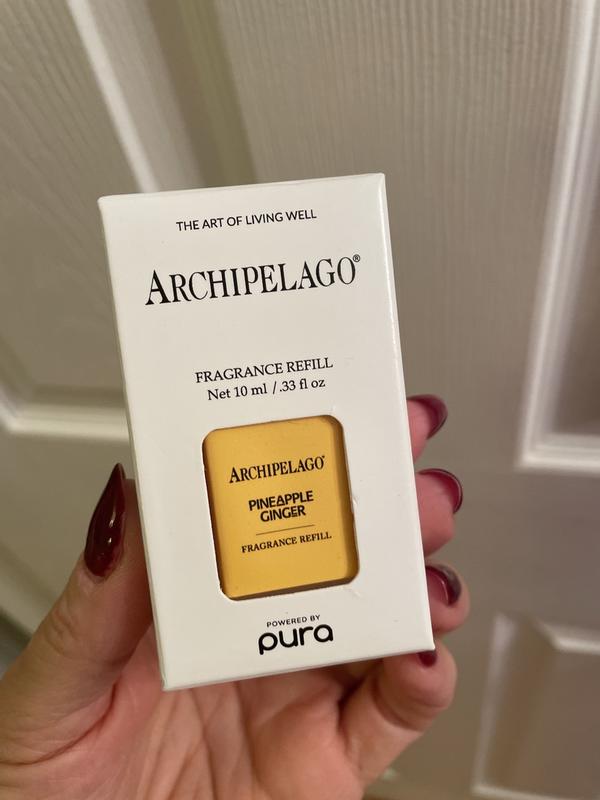 THE ART OF LIVING WELL
ARCHIPELAGO®
FRAGRANCE REFILL
Net 10 ml / .33 fl oz
ARCHIPELAGO®
PINEAPPLE
GINGER
FRAGRANCE REFILL
POWERED BY
pura